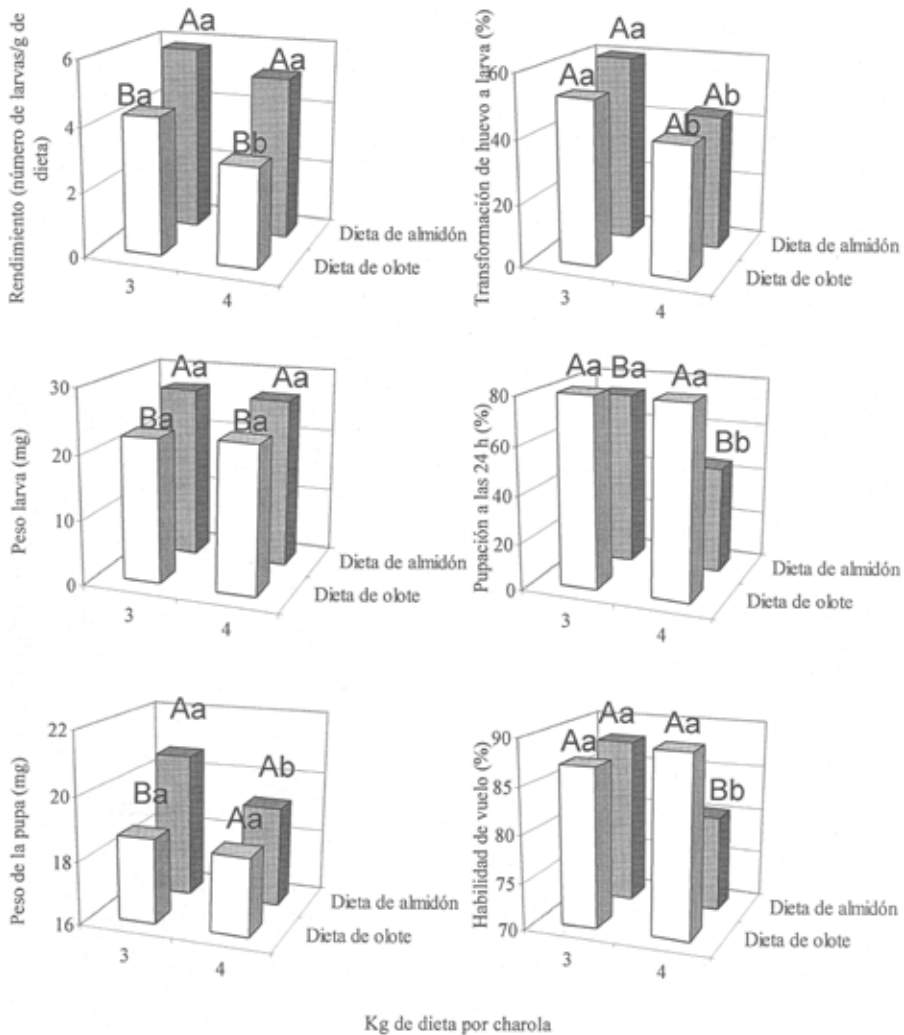 Rendimiento (número de larvas/g de
dieta)
6
4
2
0
Ba
Aa
Bb
Aa
3
4
Dieta de almidón
Dieta de olote
Transformación de huevo a larva (%)
60
40
20
0
Aa
Aa
Ab
Ab
3
4
Dieta de almidón
Dieta de olote
Peso larva (mg)
30
20
10
0
Ba
Aa
Ba
Aa
3
4
Dieta de almidón
Dieta de olote
Pupación a las 24 h (%)
80
60
40
20
0
Aa
Ba
Aa
Bb
3
4
Dieta de almidón
Dieta de olote
Peso de la pupa (mg)
22
20
18
16
Ba
Aa
Aa
Ab
3
4
Dieta de almidón
Dieta de olote
Habilidad de vuelo (%)
90
85
80
75
70
Aa
Aa
Aa
Bb
3
4
Dieta de almidón
Dieta de olote
Kg de dieta por charola